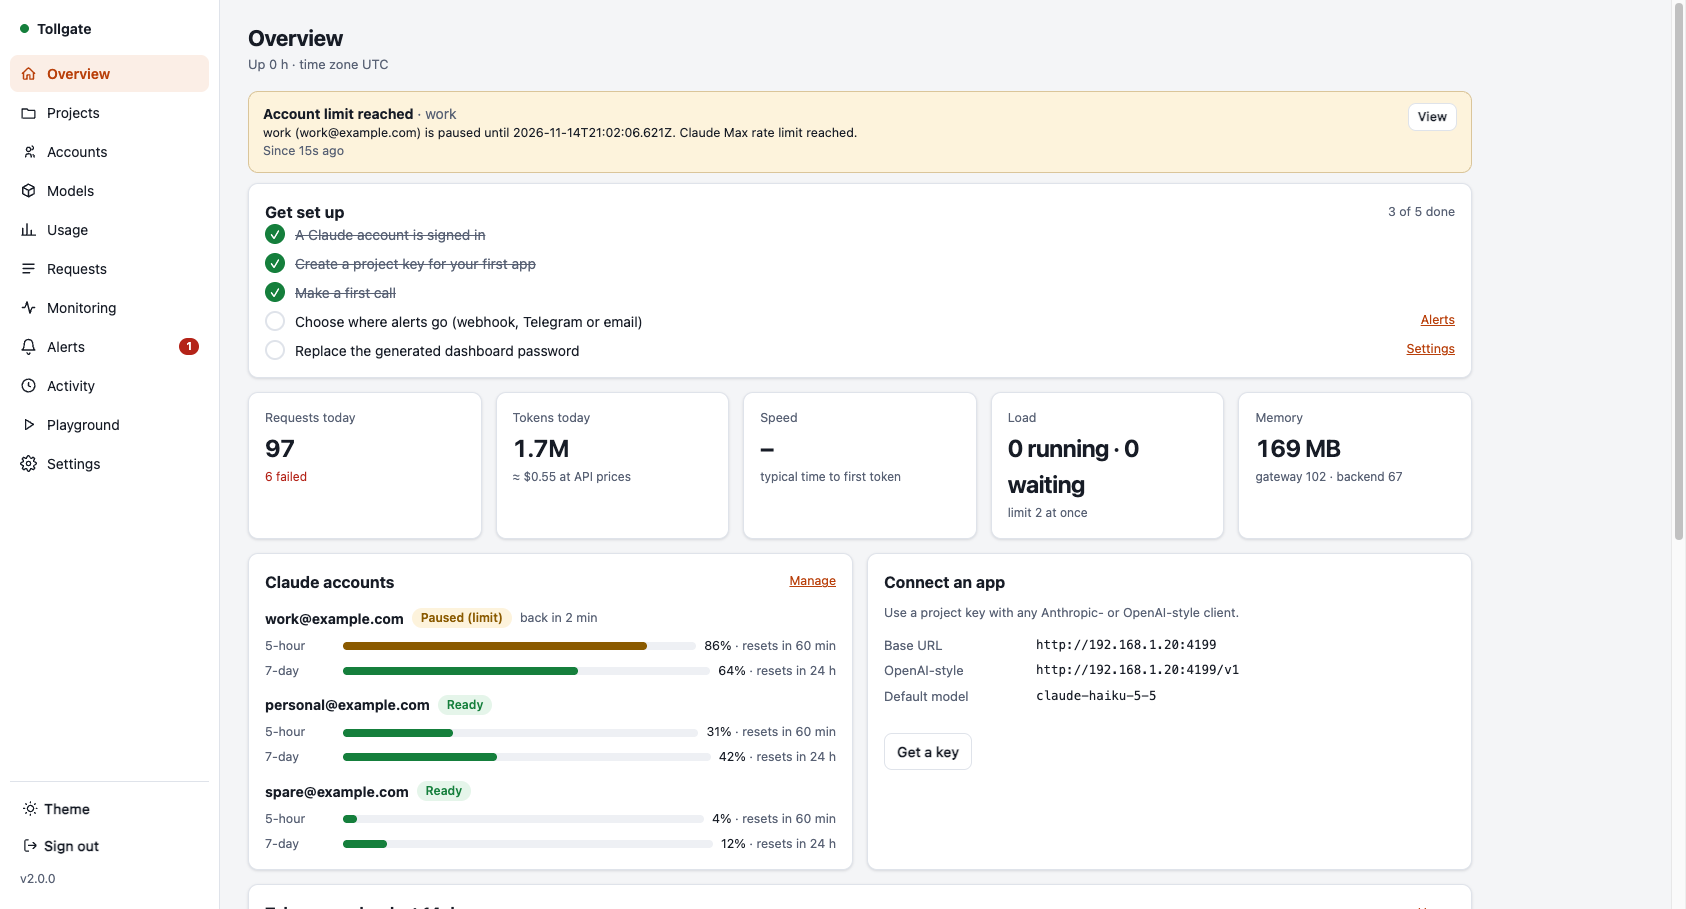 Tollgate
Overview
Projects
Accounts
Models
Usage
Requests
Monitoring
Alerts 1
Activity
Playground
Settings
Theme
Sign out
v2.0.0
Overview
Up 0 h · time zone UTC
Account limit reached · work
work (work@example.com) is paused until 2026-11-14T21:02:06.621Z. Claude Max rate limit reached.
Since 15s ago
View
Get set up
3 of 5 done
A Claude account is signed in
Create a project key for your first app
Make a first call
Choose where alerts go (webhook, Telegram or email)
Alerts
Replace the generated dashboard password
Settings
Requests today
97
6 failed
Tokens today
1.7M
≈ $0.55 at API prices
Speed
–
typical time to first token
Load
0 running · 0
waiting
limit 2 at once
Memory
169 MB
gateway 102 · backend 67
Claude accounts
Manage
work@example.com Paused (limit) back in 2 min
5-hour 86% · resets in 60 min
7-day 64% · resets in 24 h
personal@example.com Ready
5-hour 31% · resets in 60 min
7-day 42% · resets in 24 h
spare@example.com Ready
5-hour 4% · resets in 60 min
7-day 12% · resets in 24 h
Connect an app
Use a project key with any Anthropic- or OpenAI-style client.
Base URL http://192.168.1.20:4199
OpenAI-style http://192.168.1.20:4199/v1
Default model claude-haiku-5-5
Get a key